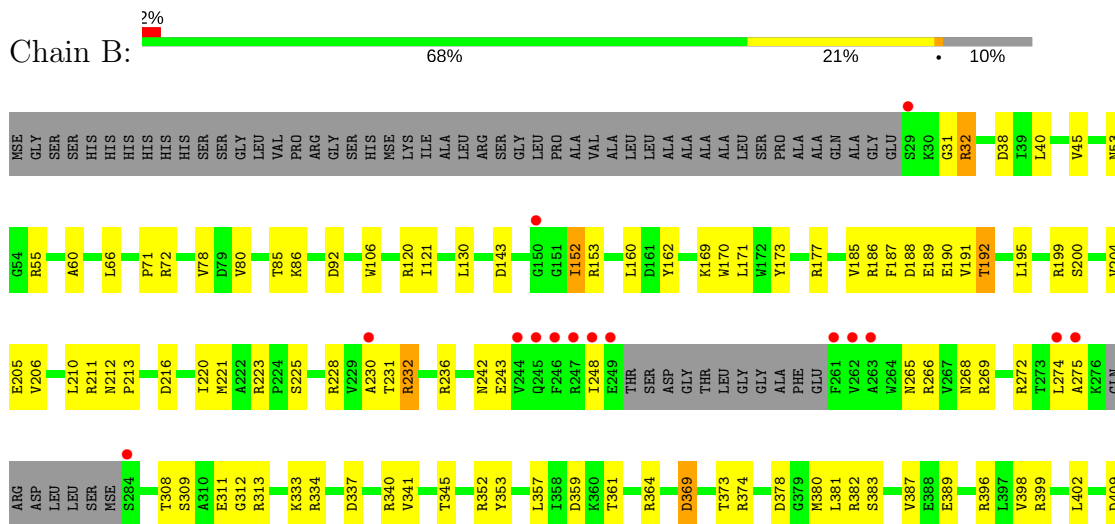 2%
Chain B:
68% 21% • 10%
MSE GLY SER SER HIS HIS HIS HIS HIS HIS SER SER GLY LEU VAL PRO ARG GLY SER HIS MSE LYS ILE ALA LEU ARG SER GLY LEU PRO ALA VAL ALA LEU LEU ALA ALA ALA ALA ALA LEU SER PRO ALA ALA GLN ALA GLY GLU S29 K30 G31 R32 D38 I39 L40 V45 N53
G54 R55 A60 L66 P71 R72 V78 D79 V80 T85 K86 D92 W106 R120 I121 L130 D143 G150 G151 I152 R153 L160 D161 Y162 K169 W170 L171 W172 Y173 R177 V185 R186 F187 D188 E189 E190 V191 T192 L195 R199 S200 V204
E205 V206 L210 R211 N212 P213 D216 I220 M221 A222 R223 P224 S225 R228 V229 A230 T231 R232 R236 N242 E243 V244 Q245 F246 R247 I248 E249 THR SER ASP GLY THR LEU GLY GLY ALA PHE GLU F261 V262 A263 W264 N265 R266 V267 N268 R269 R272 T273 L274 A275 K276 GLN
ARG ASP LEU LEU SER MSE S284 T308 S309 A310 E311 G312 R313 K333 R334 D337 R340 V341 T345 R352 Y353 L357 I358 D359 K360 T361 R364 D369 T373 R374 D378 G379 M380 L381 R382 S383 V387 E388 E389 R396 L397 V398 R399 L402